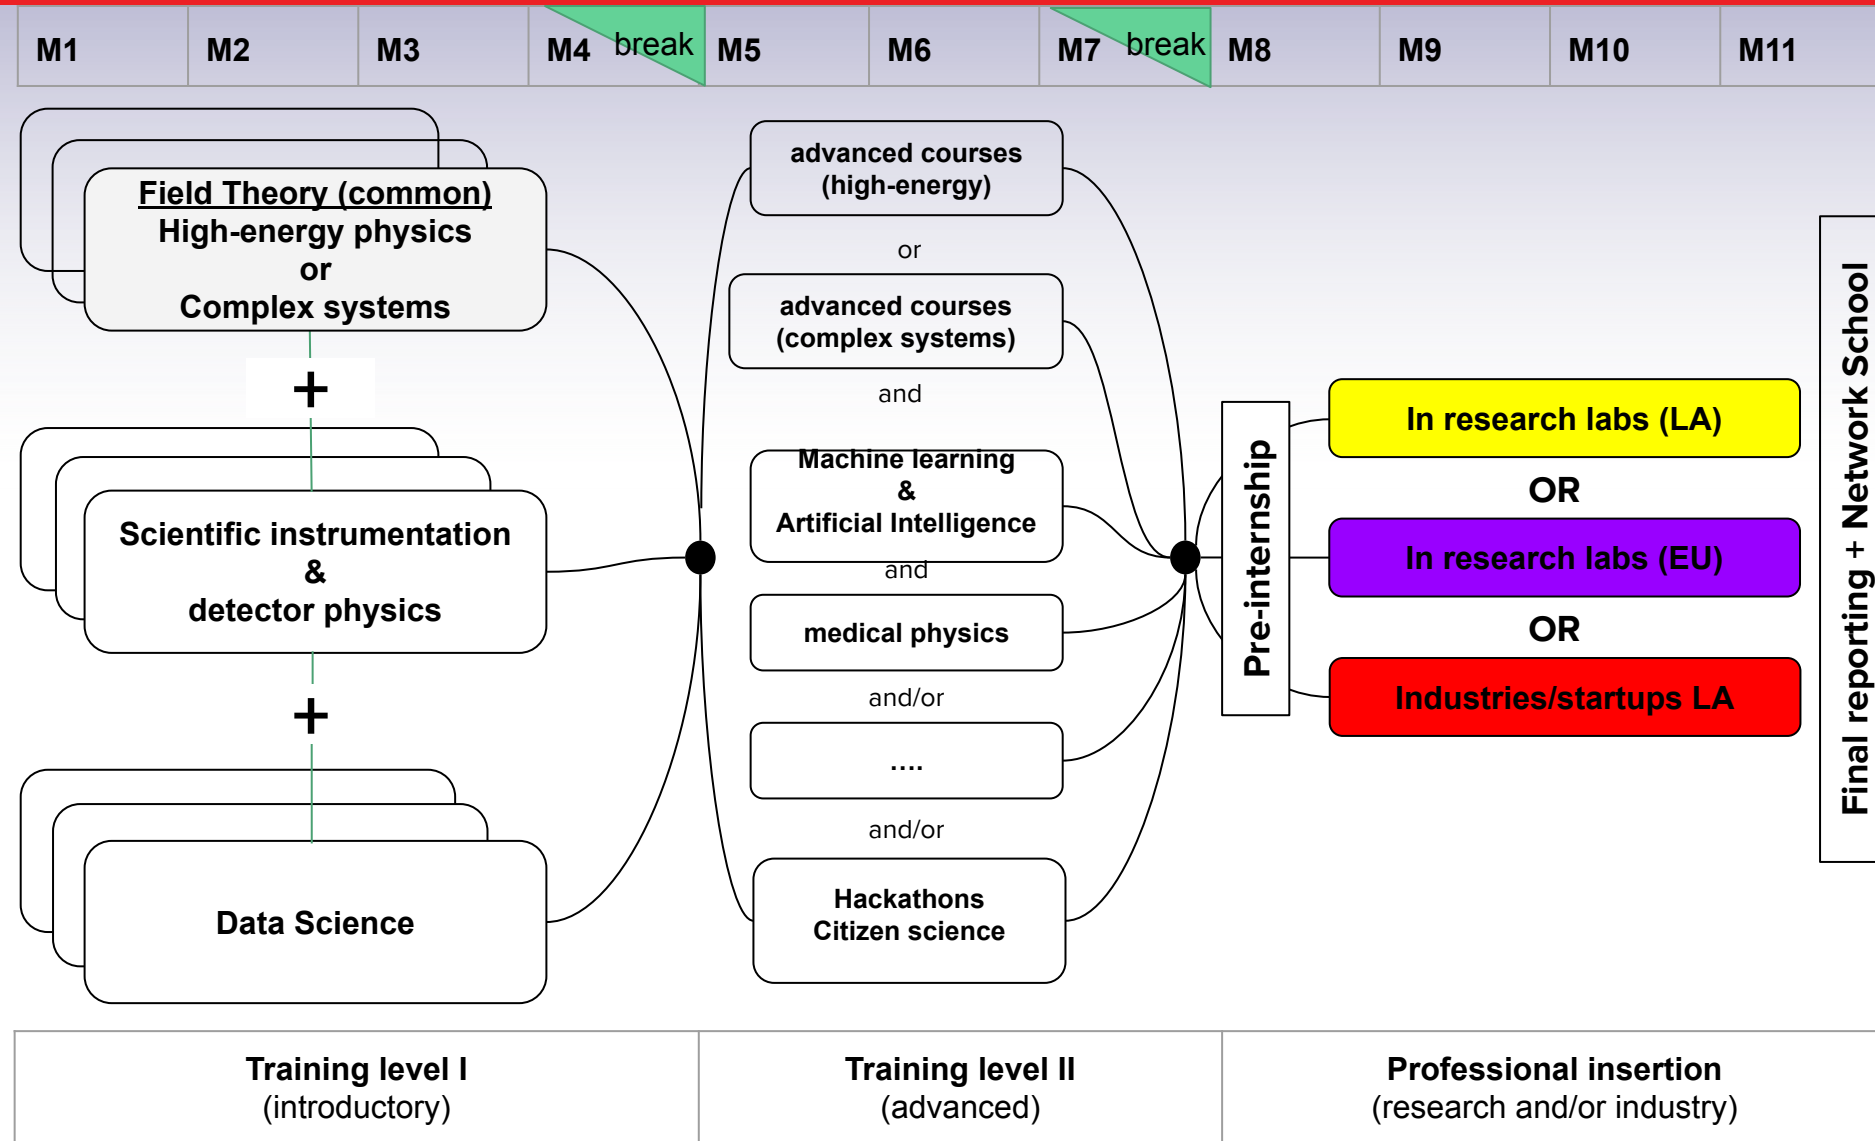 M1
M2
M3
M4
break
M5
M6
M7
break
M8
M9
M10
M11
Field Theory (common)
High-energy physics
or
Complex systems
+
Scientific instrumentation
&
detector physics
+
Data Science
advanced courses
(high-energy)
or
advanced courses
(complex systems)
and
Machine learning
&
Artificial Intelligence
and
medical physics
and/or
....
and/or
Hackathons
Citizen science
Pre-internship
In research labs (LA)
OR
In research labs (EU)
OR
Industries/startups LA
Final reporting + Network School
Training level I
(introductory)
Training level II
(advanced)
Professional insertion
(research and/or industry)